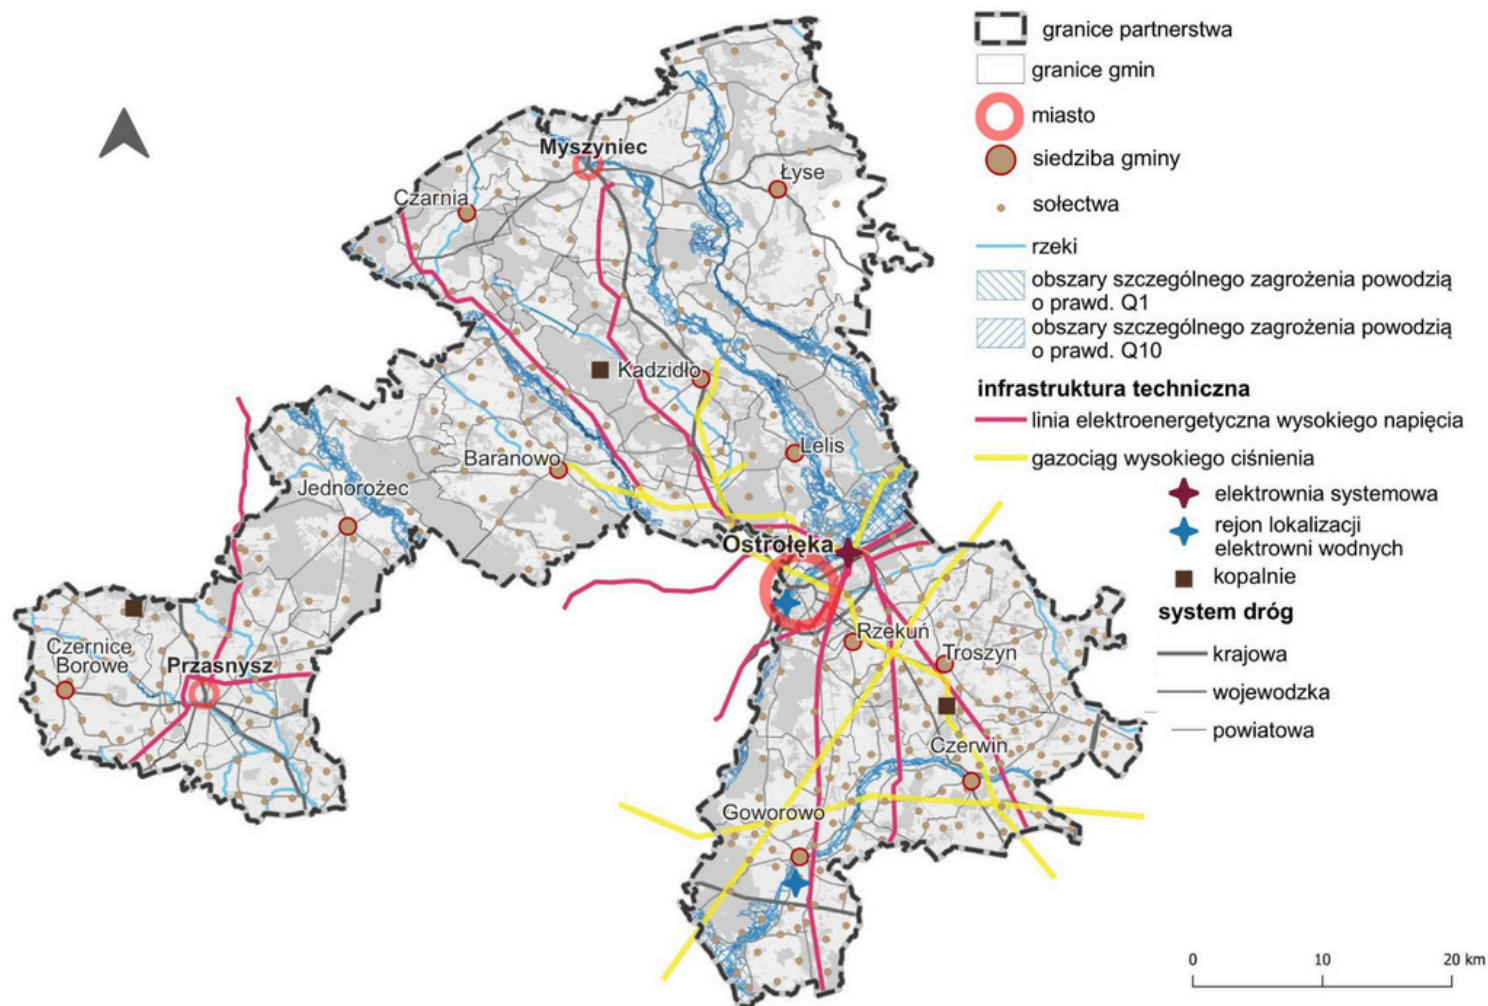 granice partnerstwa
granice gmin
miasto
siedziba gminy
sołectwa
rzeki
obszary szczególnego zagrożenia powodzią
o prawd. Q1
obszary szczególnego zagrożenia powodzią
o prawd. Q10
infrastruktura techniczna
linia elektroenergetyczna wysokiego napięcia
gazociąg wysokiego ciśnienia
elektrownia systemowa
rejon lokalizacji
elektrowni wodnych
kopalnie
system dróg
krajowa
wojewodzka
powiatowa
Myszyniec
Łyse
Czarnia
Kadzidło
Lelis
Baranowo
Jednorożec
Ostrołęka
Rzekuń
Czernice
Borowe
Przasnysz
Troszyn
Czerwin
Goworowo
0 10 20 km